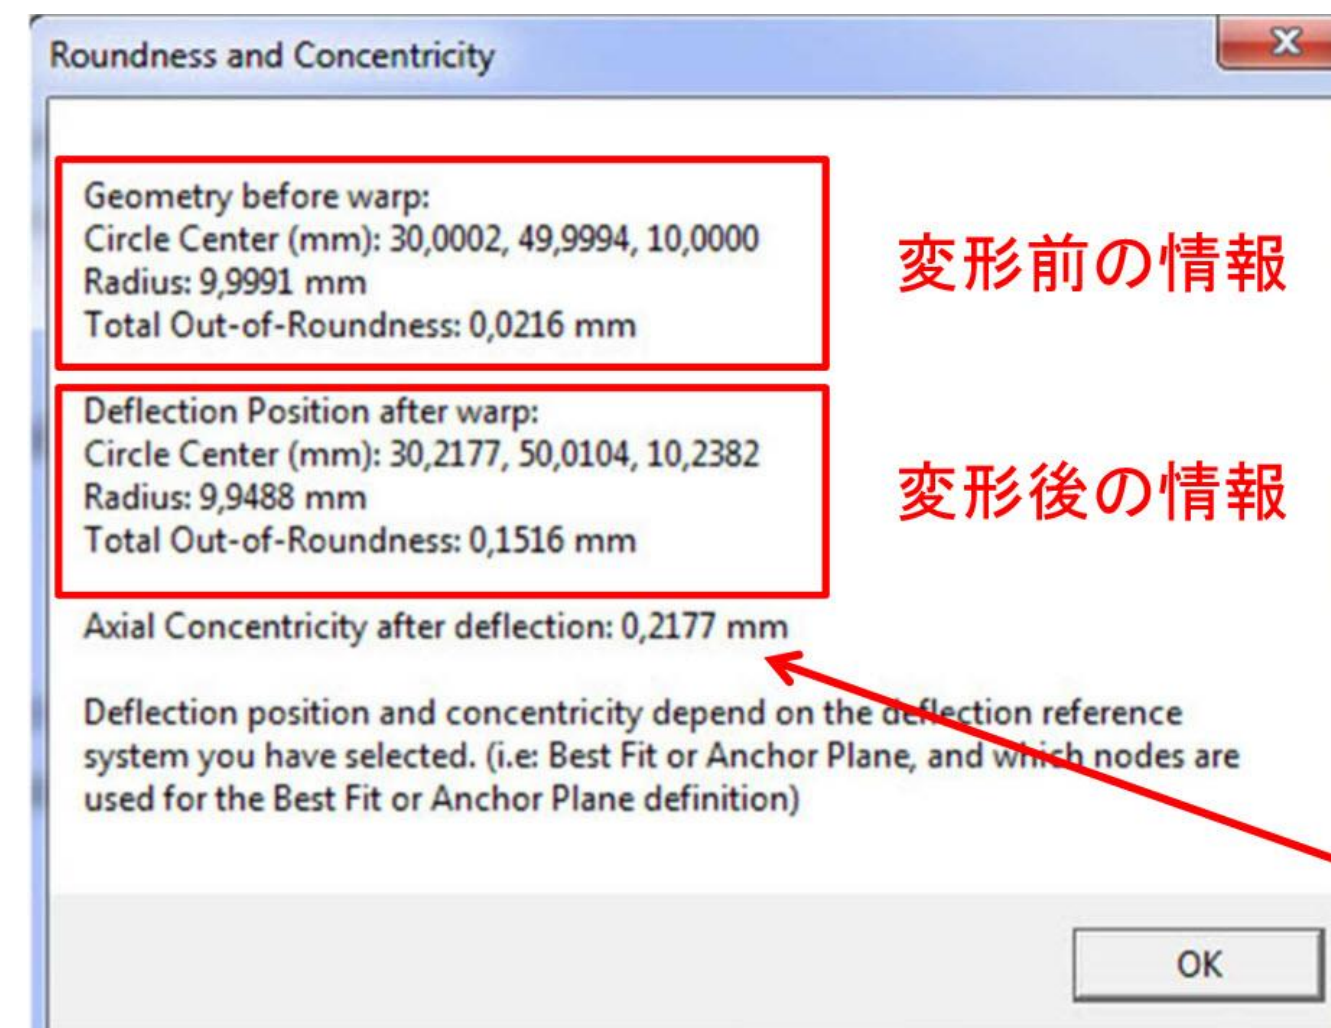 Roundness and Concentricity
Geometry before warp:
Circle Center (mm): 30,0002, 49,9994, 10,0000
Radius: 9,9991 mm
Total Out-of-Roundness: 0,0216 mm
変形前の情報
Deflection Position after warp:
Circle Center (mm): 30,2177, 50,0104, 10,2382
Radius: 9,9488 mm
Total Out-of-Roundness: 0,1516 mm
変形後の情報
Axial Concentricity after deflection: 0,2177 mm
Deflection position and concentricity depend on the deflection reference
system you have selected. (i.e: Best Fit or Anchor Plane, and which nodes are
used for the Best Fit or Anchor Plane definition)
OK